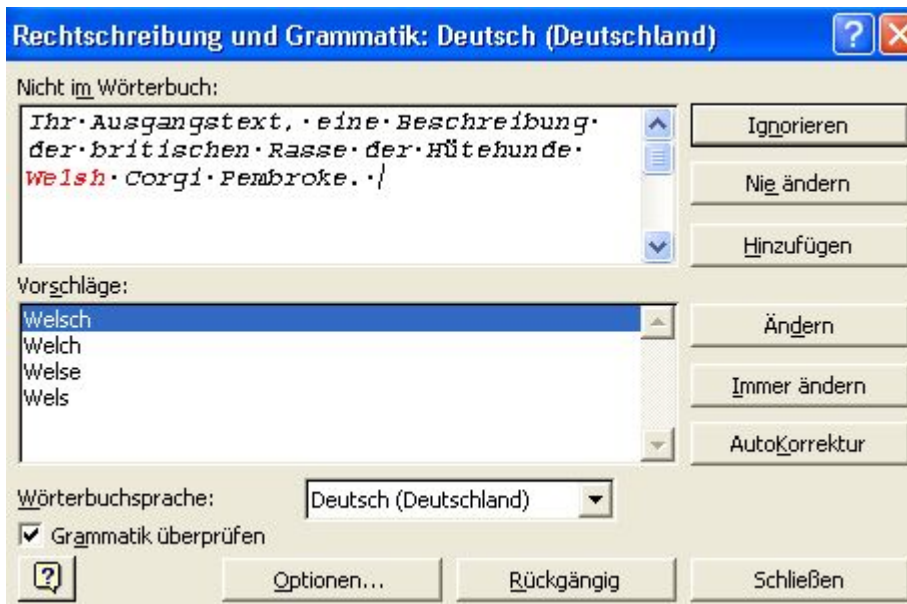 Rechtschreibung und Grammatik: Deutsch (Deutschland)
Nicht im Wörterbuch:
Ihr·Ausgangstext,·eine·Beschreibung·
der·britischen·Rasse·der·Hütehunde·
Welsh·Corgi·Pembroke.·
Ignorieren
Nie ändern
Hinzufügen
Vorschläge:
Welsch
Welch
Welse
Wels
Ändern
Immer ändern
AutoKorrektur
Wörterbuchsprache:
Deutsch (Deutschland)
Grammatik überprüfen
Optionen...
Rückgängig
Schließen